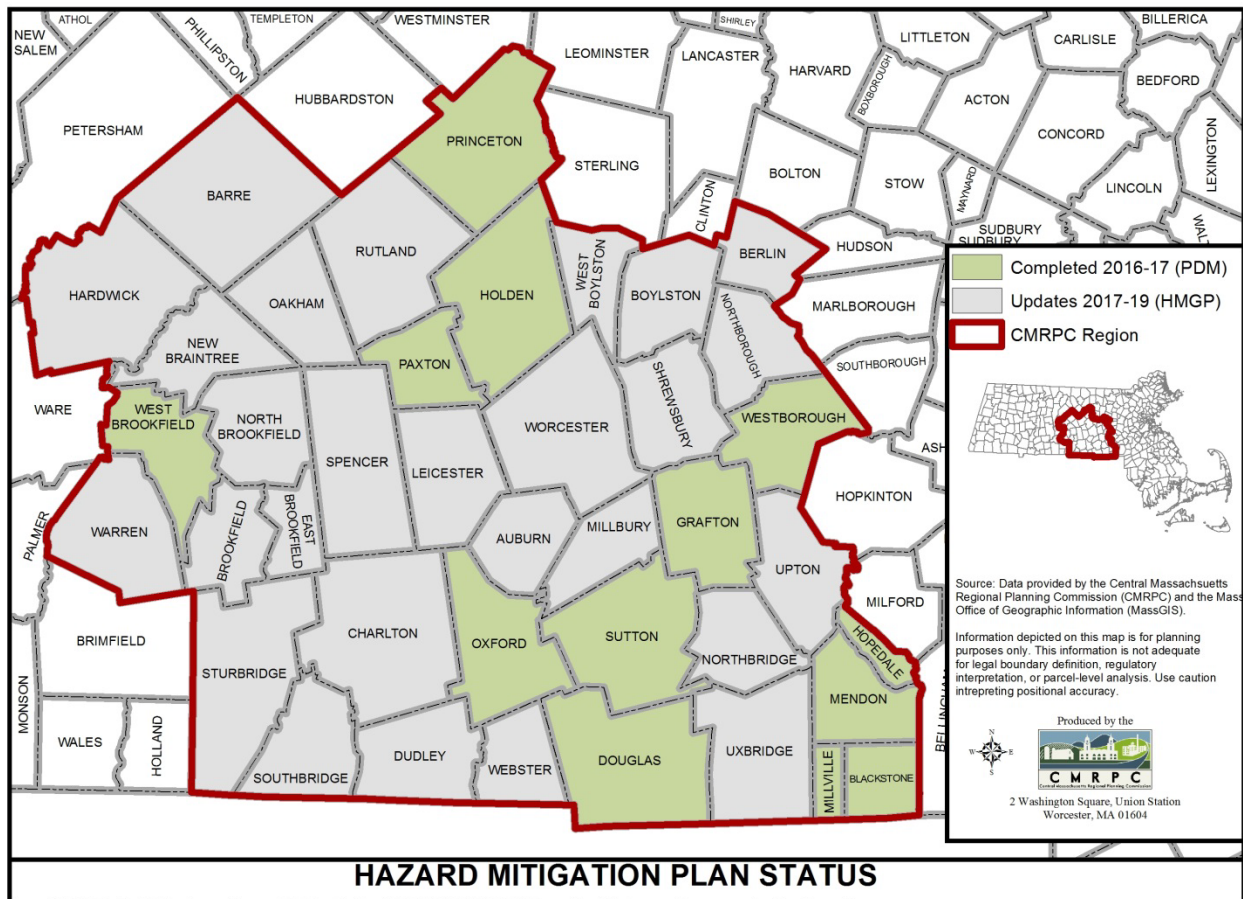 ATHOL
TEMPLETON
WESTMINSTER
SHIRLEY
LITTLETON
CARLISLE
BILLERICA
NEW
SALEM
PHILLIPSTON
LEOMINSTER
LANCASTER
HARVARD
BOXBOROUGH
ACTON
BEDFORD
HUBBARDSTON
PETERSHAM
CONCORD
LEXINGTON
PRINCETON
STERLING
BOLTON
STOW
MAYNARD
LINCOLN
BARRE
CLINTON
SUDBURY
SUDBURY
RUTLAND
WEST
BOYLSTON
BERLIN
HUDSON
HARDWICK
OAKHAM
HOLDEN
BOYLSTON
NORTHBOROUGH
MARLBOROUGH
NEW
BRAINTREE
PAXTON
SHREWSBURY
SOUTHBOROUGH
WARE
WEST
BROOKFIELD
NORTH
BROOKFIELD
WORCESTER
WESTBOROUGH
SPENCER
LEICESTER
HOPKINTON
PALMER
WARREN
BROOKFIELD
EAST
BROOKFIELD
AUBURN
MILLBURY
GRAFTON
UPTON
MILFORD
BRIMFIELD
CHARLTON
OXFORD
SUTTON
NORTHBRIDGE
HOPEDALE
MONSON
STURBRIDGE
MENDON
BELLINGHAM
WALES
HOLLAND
SOUTHBRIDGE
DUDLEY
WEBSTER
DOUGLAS
UXBRIDGE
MILLVILLE
BLACKSTONE
Completed 2016-17 (PDM)
Updates 2017-19 (HMGP)
CMRPC Region
Source: Data provided by the Central Massachsuetts
Regional Planning Commission (CMRPC) and the Mass
Office of Geographic Information (MassGIS).
Information depicted on this map is for planning
purposes only. This information is not adequate
for legal boundary definition, regulatory
interpretation, or parcel-level analysis. Use caution
intrepreting positional accuracy.
Produced by the
N
W E
S
CMRPC
Central Massachusetts Regional Planning Commission
2 Washington Square, Union Station
Worcester, MA 01604
HAZARD MITIGATION PLAN STATUS